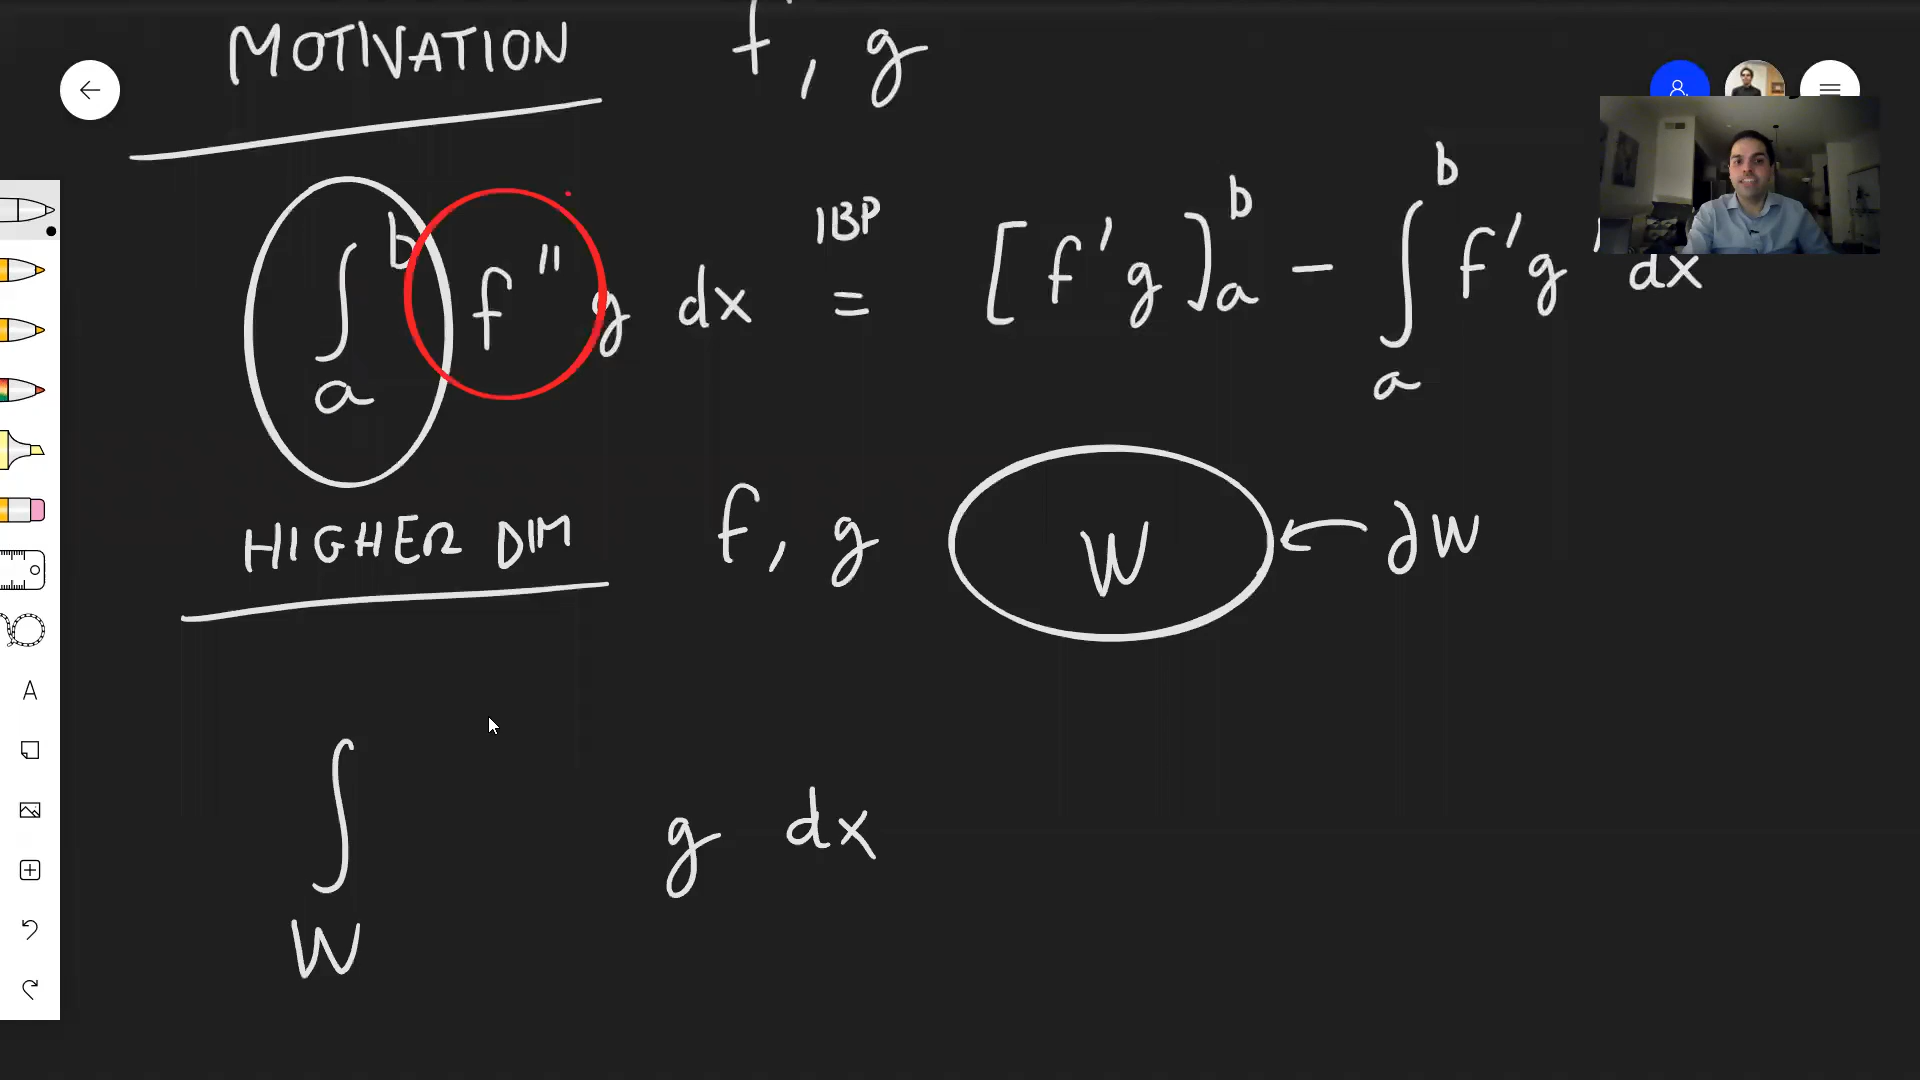 MOTIVATION f, g
∫_a^b f'' g dx = [f'g]_a^b - ∫_a^b f'g' dx
IBP
HIGHER DIM f, g W ← ∂W
∫_W g dx
A